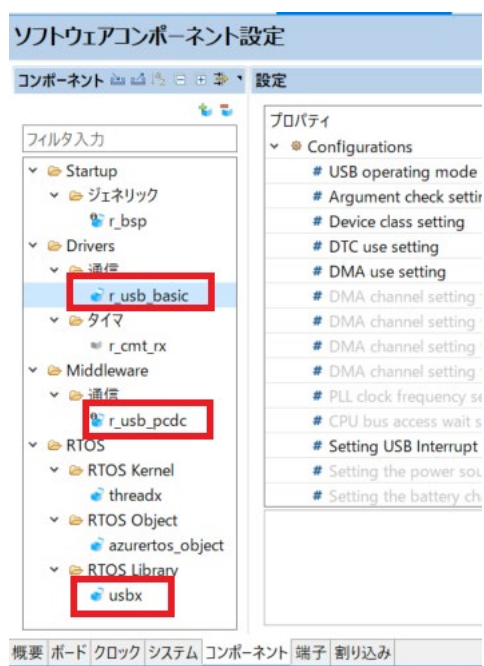 ソフトウェアコンポーネント設定
コンポーネント
設定
フィルタ入力
Startup
ジェネリック
r_bsp
Drivers
通信
r_usb_basic
タイマ
r_cmt_rx
Middleware
通信
r_usb_pcdc
RTOS
RTOS Kernel
threadx
RTOS Object
azurertos_object
RTOS Library
usbx
プロパティ
Configurations
# USB operating mode
# Argument check settin
# Device class setting
# DTC use setting
# DMA use setting
# DMA channel setting
# DMA channel setting
# DMA channel setting
# DMA channel setting
# PLL clock frequency se
# CPU bus access wait s
# Setting USB Interrupt
# Setting the power sou
# Setting the battery ch
概要 ボード クロック システム コンポーネント 端子 割り込み